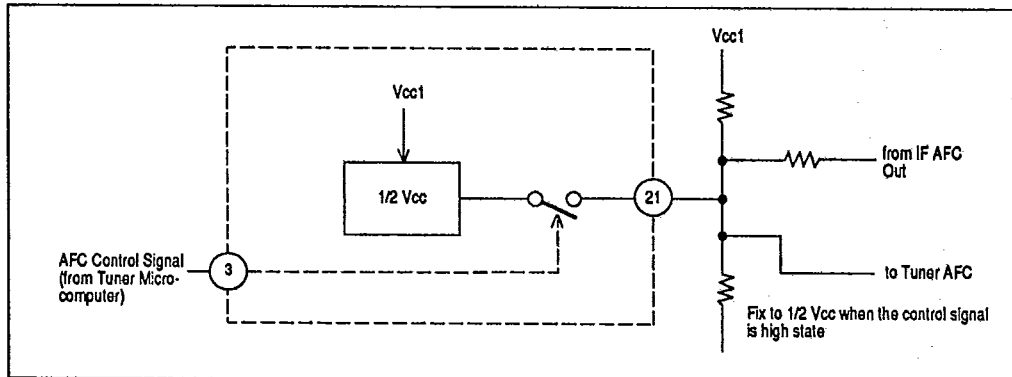 Vcc1
Vcc1
from IF AFC
Out
1/2 Vcc
21
AFC Control Signal
(from Tuner Micro-
computer)
3
to Tuner AFC
Fix to 1/2 Vcc when the control signal
is high state